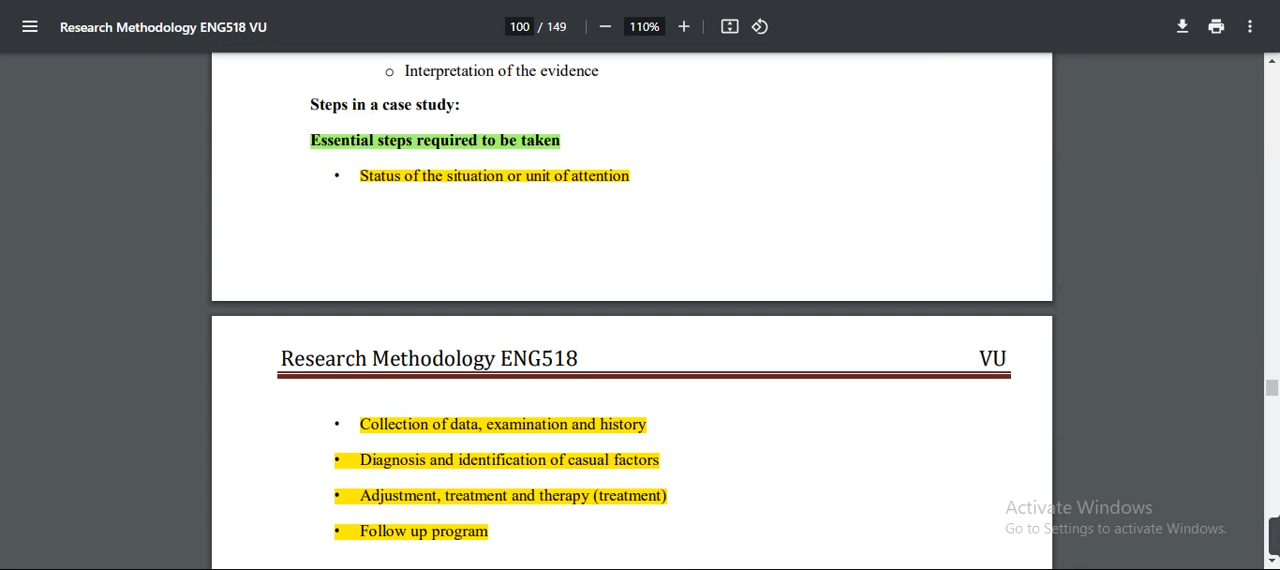 Research Methodology ENG518 VU
100 / 149
110%
o Interpretation of the evidence
Steps in a case study:
Essential steps required to be taken
• Status of the situation or unit of attention
Research Methodology ENG518 VU
• Collection of data, examination and history
• Diagnosis and identification of casual factors
• Adjustment, treatment and therapy (treatment)
• Follow up program
Activate Windows
Go to Settings to activate Windows.